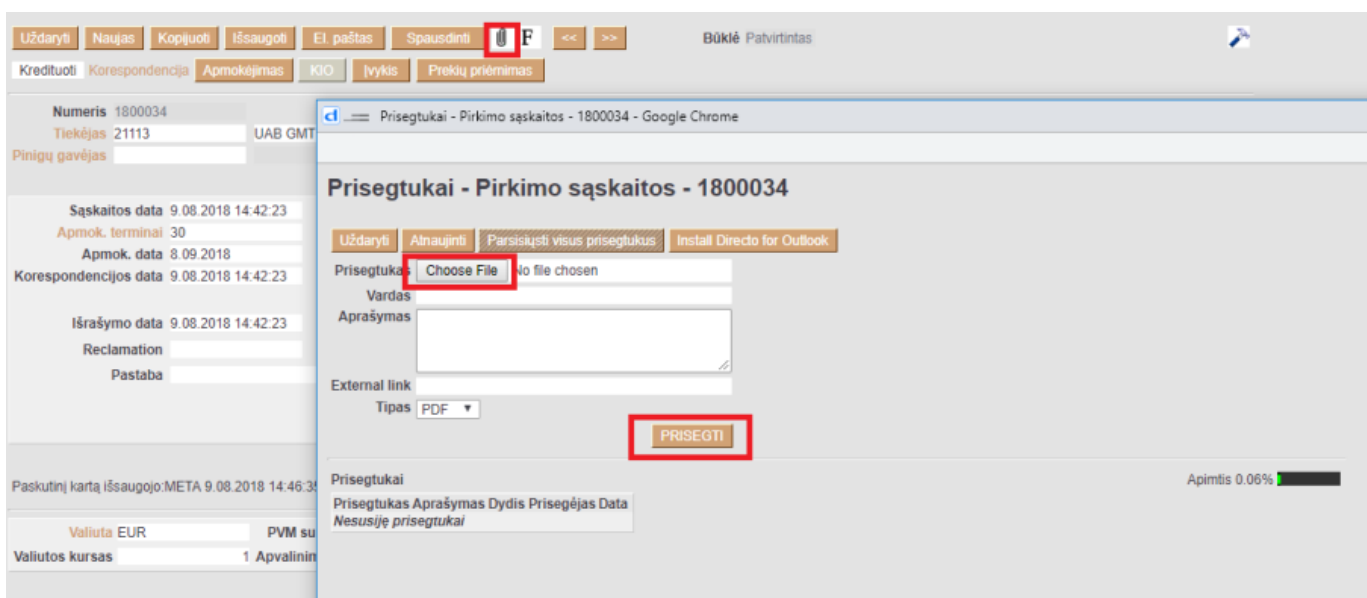 Uždaryti Naujas Kopijuoti Išsaugoti El. paštas Spausdinti F << >> Būklė Patvirtintas
Kredituoti Korespondencija Apmokėjimas KIO Įvykis Prekių priėmimas
Numeris 1800034
Tiekėjas 21113 UAB GMT
Pinigų gavėjas
Sąskaitos data 9.08.2018 14:42:23
Apmok. terminai 30
Apmok. data 8.09.2018
Korespondencijos data 9.08.2018 14:42:23
Išrašymo data 9.08.2018 14:42:23
Reclamation
Pastaba
Paskutinį kartą išsaugojo:META 9.08.2018 14:46:3
Valiuta EUR PVM su
Valiutos kursas 1 Apvalinim
Prisegtukai - Pirkimo sąskaitos - 1800034 - Google Chrome
Prisegtukai - Pirkimo sąskaitos - 1800034
Uždaryti Atnaujinti Parsisiųsti visus prisegtukus Install Directo for Outlook
Prisegtukas Choose File No file chosen
Vardas
Aprašymas
External link
Tipas PDF
PRISEGTI
Prisegtukai Apimtis 0.06%
Prisegtukas Aprašymas Dydis Prisegėjas Data
Nesusiję prisegtukai